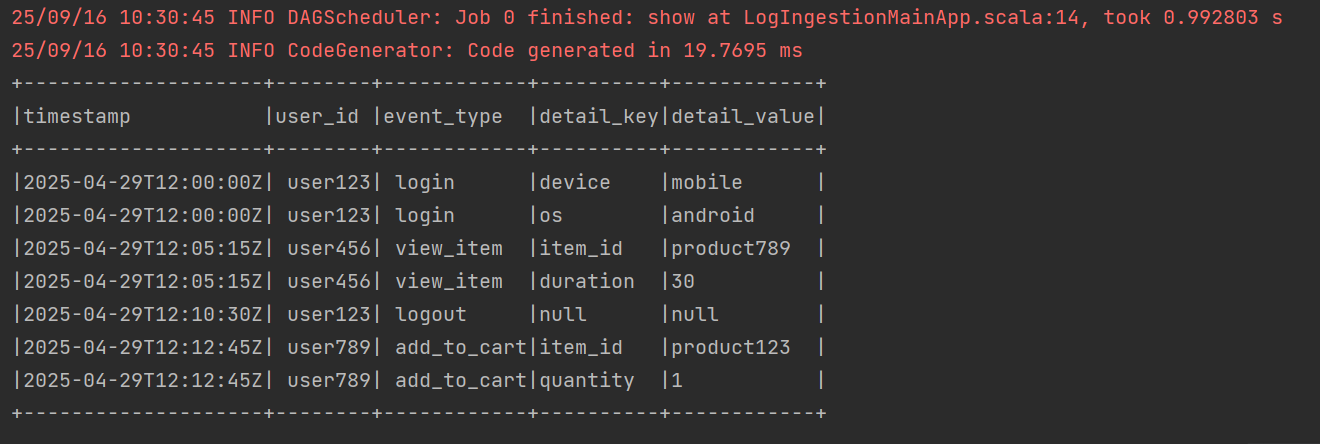 25/09/16 10:30:45 INFO DAGScheduler: Job 0 finished: show at LogIngestionMainApp.scala:14, took 0.992803 s
25/09/16 10:30:45 INFO CodeGenerator: Code generated in 19.7695 ms
+--------------------+--------+------------+----------+------------+
|timestamp           |user_id |event_type  |detail_key|detail_value|
+--------------------+--------+------------+----------+------------+
|2025-04-29T12:00:00Z| user123| login      |device    |mobile      |
|2025-04-29T12:00:00Z| user123| login      |os        |android     |
|2025-04-29T12:05:15Z| user456| view_item  |item_id   |product789  |
|2025-04-29T12:05:15Z| user456| view_item  |duration  |30          |
|2025-04-29T12:10:30Z| user123| logout     |null      |null        |
|2025-04-29T12:12:45Z| user789| add_to_cart|item_id   |product123  |
|2025-04-29T12:12:45Z| user789| add_to_cart|quantity  |1           |
+--------------------+--------+------------+----------+------------+